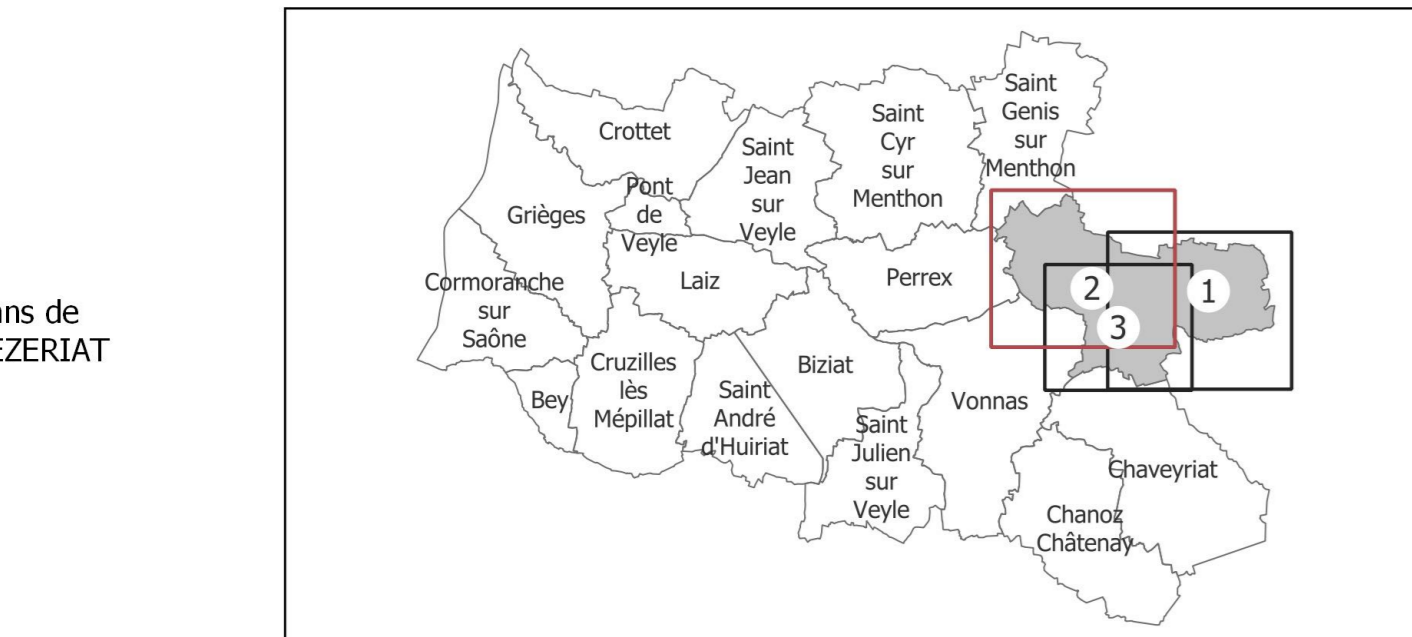 Saint
Genis
sur
Menthon
Saint
Cyr
sur
Menthon
Crottet
Saint
Jean
sur
Veyle
Pont
de
Veyle
Grièges
Perrex
Laiz
Cormoranche
sur
Saône
2
1
3
de
Cruzilles
lès
Mépillat
Biziat
Bey
Saint
André
d'Huiriat
Vonnas
Saint
Julien
sur
Veyle
Chaveyriat
Chanoz
Châtenay